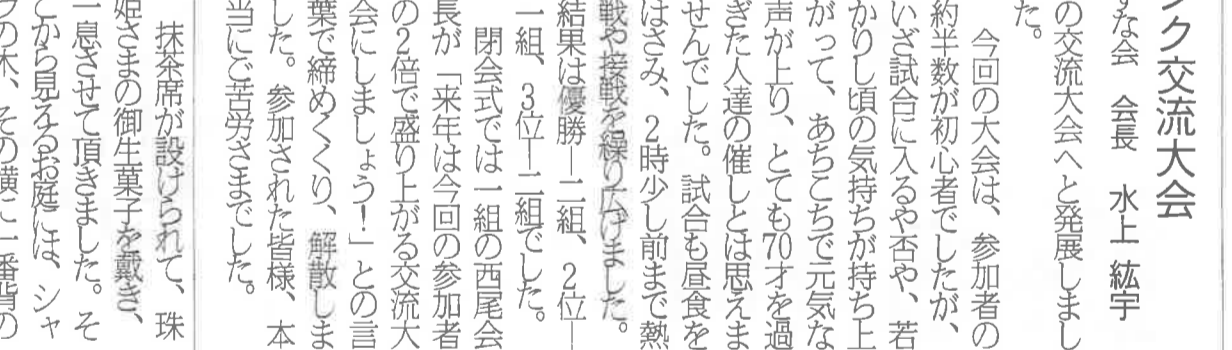 ク交流大会
な会 会長 水上 紘宇
の交流大会へと発展しまし
た。
今回の大会は、参加者の
約半数が初心者でしたが、
いざ試合に入るや否や、若
かりし頃の気持ちが持ち上
がって、あちこちで元気な
声が上り、とても70才を過
ぎた人達の催しとは思えま
せんでした。試合も昼食を
はさみ、2時少し前まで熱
戦や接戦を繰り広げました。
結果は優勝―二組、2位―
一組、3位―二組でした。
閉会式では一組の西尾会
長が「来年は今回の参加者
の2倍で盛り上がる交流大
会にしましょう!」との言
葉で締めくくり、解散しま
した。参加された皆様、本
当にご苦労さまでした。
抹茶席が設けられて、珠
姫さまの御生菓子を戴き、
一息させて頂きました。そ
こから見えるお庭には、シャ
の木、その横に一番背の